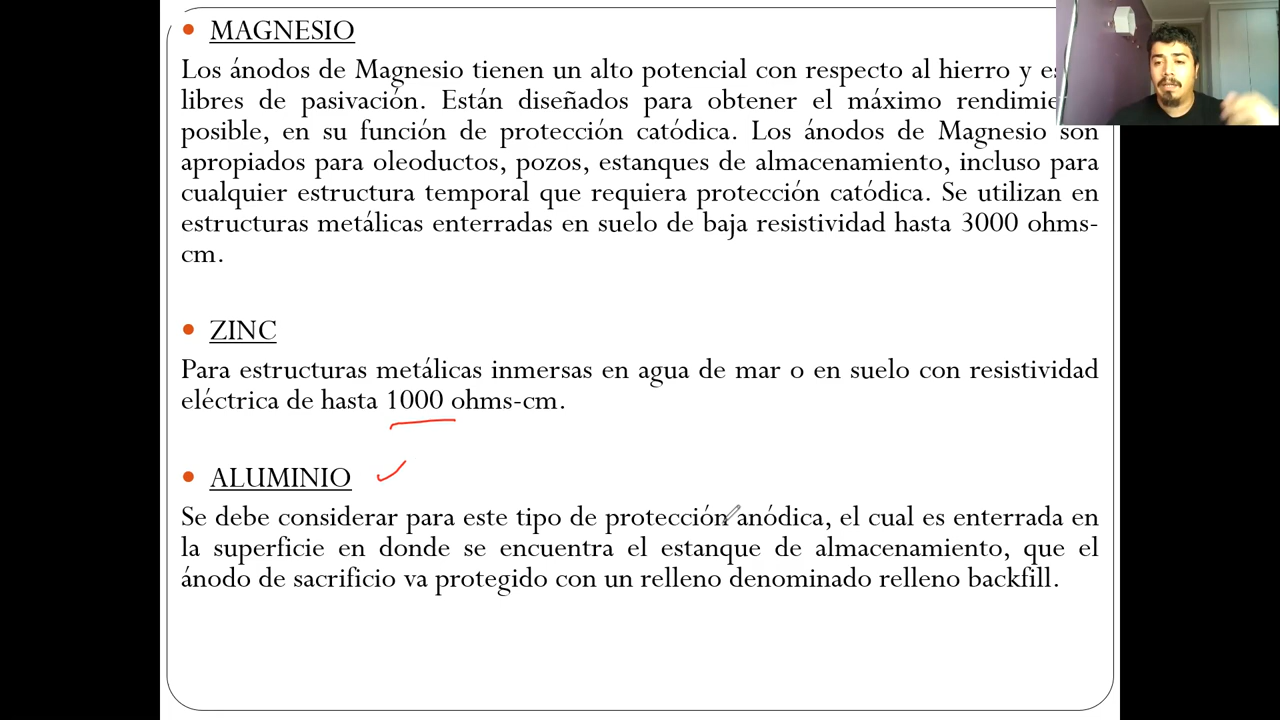 MAGNESIO
Los ánodos de Magnesio tienen un alto potencial con respecto al hierro y
libres de pasivación. Están diseñados para obtener el máximo
posible, en su función de protección catódica. Los ánodos de Magnesio son
apropiados para oleoductos, pozos, estanques de almacenamiento, incluso para
cualquier estructura temporal que requiera protección catódica. Se utilizan en
estructuras metálicas enterradas en suelo de baja resistividad hasta 3000 ohms-
cm.
ZINC
Para estructuras metálicas inmersas en agua de mar o en suelo con resistividad
eléctrica de hasta 1000 ohms-cm.
ALUMINIO
Se debe considerar para este tipo de protección anódica, el cual es enterrada en
la superficie en donde se encuentra el estanque de almacenamiento, que el
ánodo de sacrificio va protegido con un relleno denominado relleno backfill.